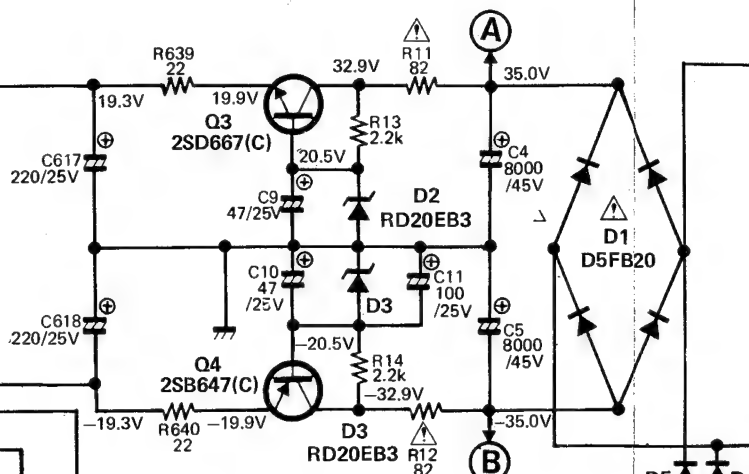 A
R639
22
32.9V
R11
82
35.0V
19.3V
19.9V
Q3
2SD667(C)
R13
2.2k
C617
220/25V
20.5V
C4
8000
/45V
C9
47/25V
D2
RD20EB3
D1
D5FB20
C10
47
/25V
D3
C11
100
/25V
C618
220/25V
-20.5V
C5
8000
/45V
Q4
2SB647(C)
R14
2.2k
-32.9V
-19.3V
R640
22
-19.9V
-35.0V
D3
RD20EB3
R12
82
B